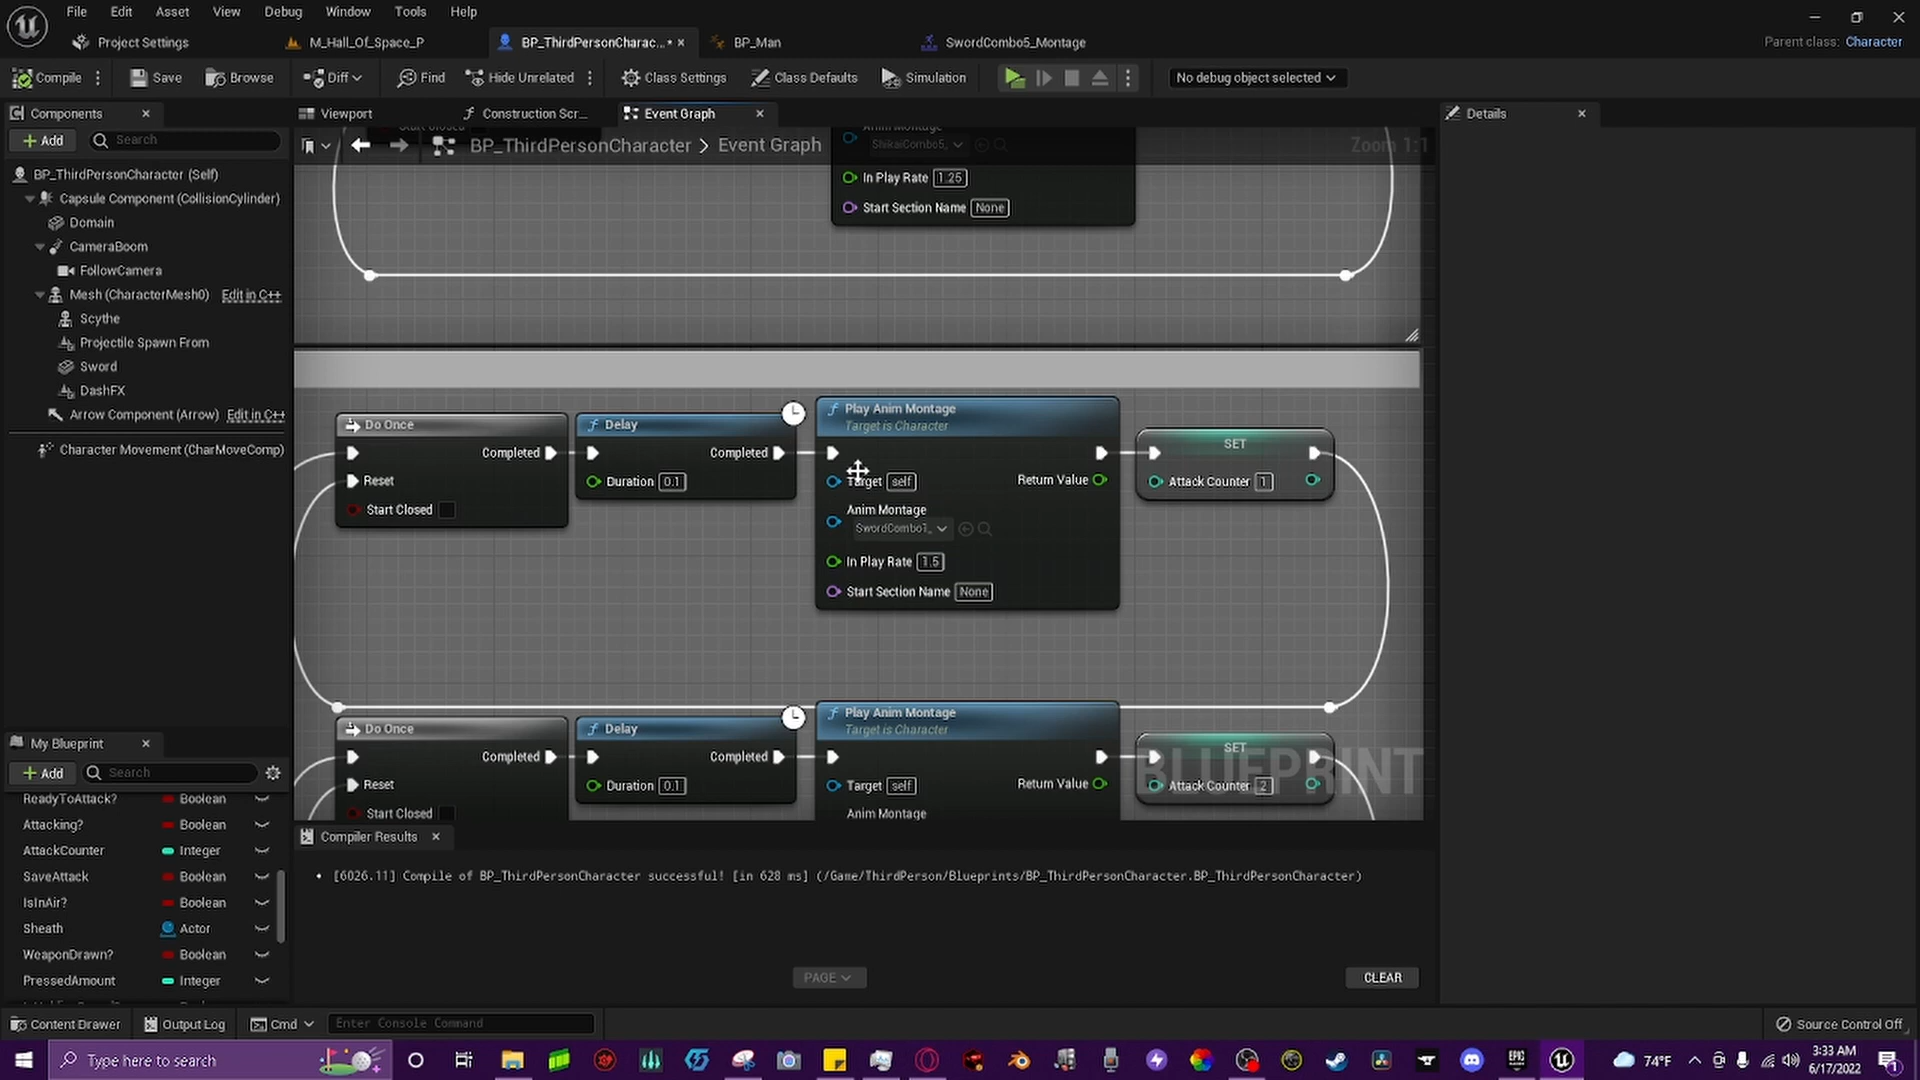 File Edit View Asset Debug Window Tools Help
Project Settings M_Hall_Of_Space_P BP_ThirdPersonCharac...* BP_Man SwordCombo5_Montage Parent class: Character
Compile Save Browse Diff Find Hide Unrelated Class Settings Class Defaults Simulation No debug object selected
Components Viewport Construction Scr... Event Graph Details
Add Search BP_ThirdPersonCharacter > Event Graph Zoom 1:1
BP_ThirdPersonCharacter (Self)
Capsule Component (CollisionCylinder)
Domain
CameraBoom
FollowCamera
Mesh (CharacterMesh0) Edit in C++
Scythe
Projectile Spawn From
Sword
DashFX
Arrow Component (Arrow) Edit in C++
Character Movement (CharMoveComp)
Start Closed
Anim Montage
ShikaiCombo5_
In Play Rate 1.25
Start Section Name None
Do Once Delay Play Anim Montage
Target is Character
Completed Completed SET
Reset Duration 0.1 Target self Return Value Attack Counter 1
Start Closed Anim Montage
SwordCombo1_
In Play Rate 1.5
Start Section Name None
Do Once Delay Play Anim Montage
Target is Character
Completed Completed SET
BLUEPRINT
Reset Duration 0.1 Target self Return Value Attack Counter 2
Start Closed Anim Montage
My Blueprint
Add Search
ReadyToAttack? Boolean
Attacking? Boolean
AttackCounter Integer
SaveAttack Boolean
IsInAir? Boolean
Sheath Actor
WeaponDrawn? Boolean
PressedAmount Integer
Compiler Results
[6026.11] Compile of BP_ThirdPersonCharacter successful! [in 628 ms] (/Game/ThirdPerson/Blueprints/BP_ThirdPersonCharacter.BP_ThirdPersonCharacter)
PAGE CLEAR
Content Drawer Output Log Cmd Enter Console Command Source Control Off
Type here to search 74°F 3:33 AM
6/17/2022